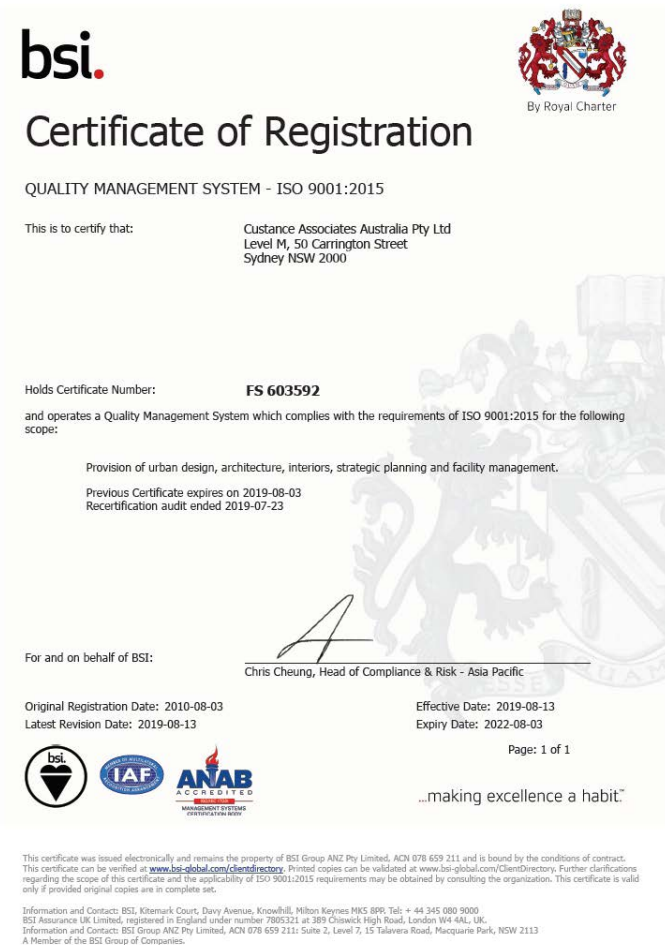 bsi.
By Royal Charter
Certificate of Registration
QUALITY MANAGEMENT SYSTEM - ISO 9001:2015
This is to certify that:
Custance Associates Australia Pty Ltd
Level M, 50 Carrington Street
Sydney NSW 2000
Holds Certificate Number:
FS 603592
and operates a Quality Management System which complies with the requirements of ISO 9001:2015 for the following
scope:
Provision of urban design, architecture, interiors, strategic planning and facility management.
Previous Certificate expires on 2019-08-03
Recertification audit ended 2019-07-23
For and on behalf of BSI:
Chris Cheung, Head of Compliance & Risk - Asia Pacific
Original Registration Date: 2010-08-03
Effective Date: 2019-08-13
Latest Revision Date: 2019-08-13
Expiry Date: 2022-08-03
Page: 1 of 1
bsi.
IAF
ANAB
ACCREDITED
MANAGEMENT SYSTEMS
CERTIFICATION BODY
...making excellence a habit.™
This certificate was issued electronically and remains the property of BSI Group ANZ Pty Limited, ACN 078 659 211 and is bound by the conditions of contract.
This certificate can be verified at www.bsi-global.com/clientdirectory. Printed copies can be validated at www.bsi-global.com/ClientDirectory. Further clarifications
regarding the scope of this certificate and the applicability of ISO 9001:2015 requirements may be obtained by consulting the organization. This certificate is valid
only if provided original copies are in complete set.
Information and Contact: BSI, Kitemark Court, Davy Avenue, Knowlhill, Milton Keynes MK5 8PP. Tel: + 44 345 080 9000
BSI Assurance UK Limited, registered in England under number 7805321 at 389 Chiswick High Road, London W4 4AL, UK.
Information and Contact: BSI Group ANZ Pty Limited, ACN 078 659 211: Suite 2, Level 7, 15 Talavera Road, Macquarie Park, NSW 2113
A Member of the BSI Group of Companies.